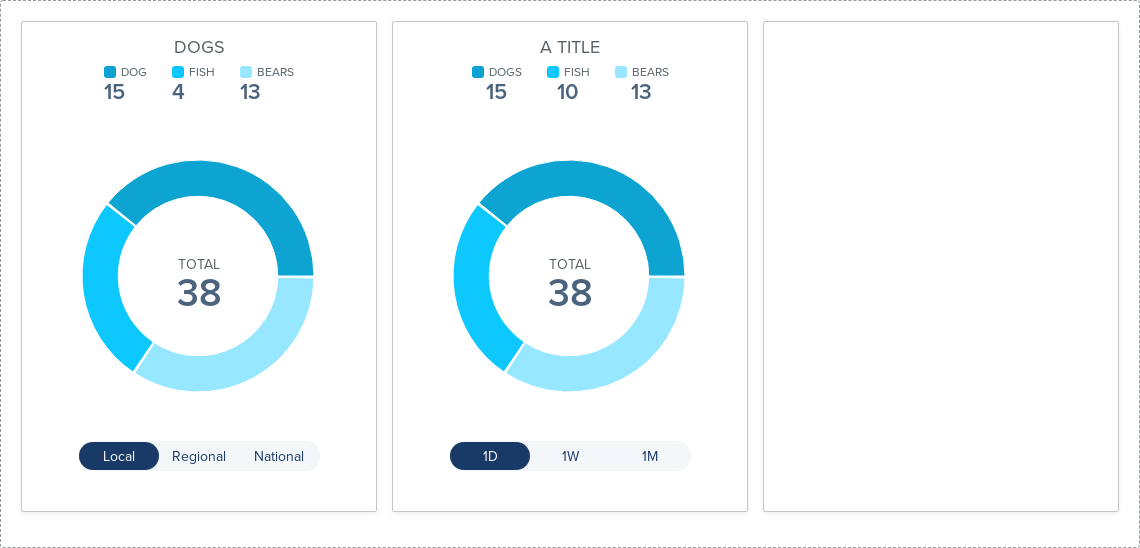 DOGS
DOG FISH BEARS
15 4 13
TOTAL
38
Local Regional National
A TITLE
DOGS FISH BEARS
15 10 13
TOTAL
38
1D 1W 1M